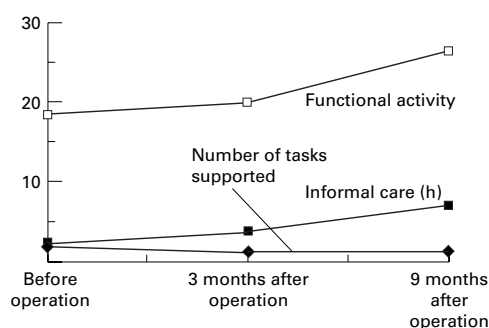 30
20
Functional activity
Number of tasks
supported
10
Informal care (h)
Before
operation
3 months after
operation
9 months
after
operation